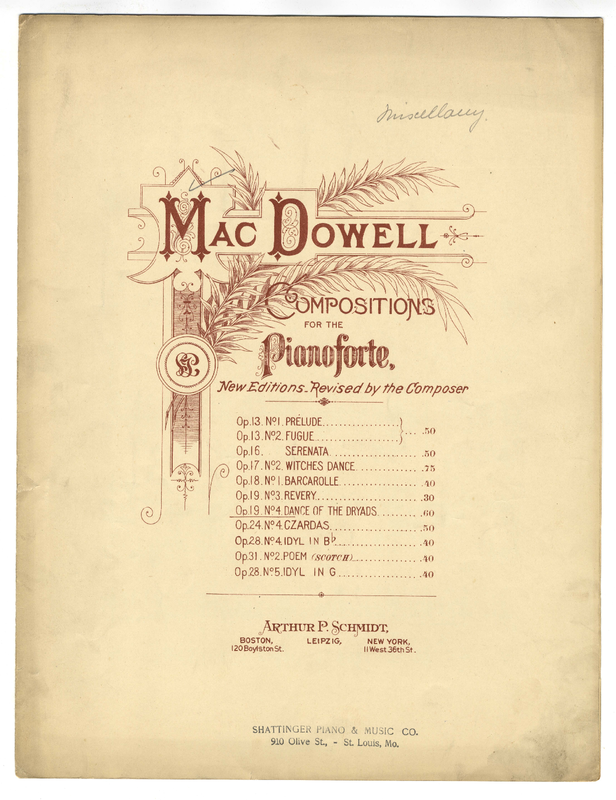 Miscellany.
MAC DOWELL
COMPOSITIONS
FOR THE
Pianoforte,
New Editions. Revised by the Composer
Op.13. Nº1. PRÉLUDE.................. } ... .50
Op.13. Nº2. FUGUE....................
Op.16. SERENATA.................... .50
Op.17. Nº2. WITCHES DANCE............ .75
Op.18. Nº1. BARCAROLLE............... .40
Op.19. Nº3. REVERY................... .30
Op.19. Nº4. DANCE OF THE DRYADS........ .60
Op.24. Nº4. CZARDAS.................. .50
Op.28. Nº4. IDYL IN B♭................. .40
Op.31. Nº2. POEM (SCOTCH)............. .40
Op.28. Nº5. IDYL IN G.................. .40
ARTHUR P. SCHMIDT,
BOSTON, LEIPZIG, NEW YORK,
120 Boylston St. 11 West 36th St.
SHATTINGER PIANO & MUSIC CO.
910 Olive St., - St. Louis, Mo.